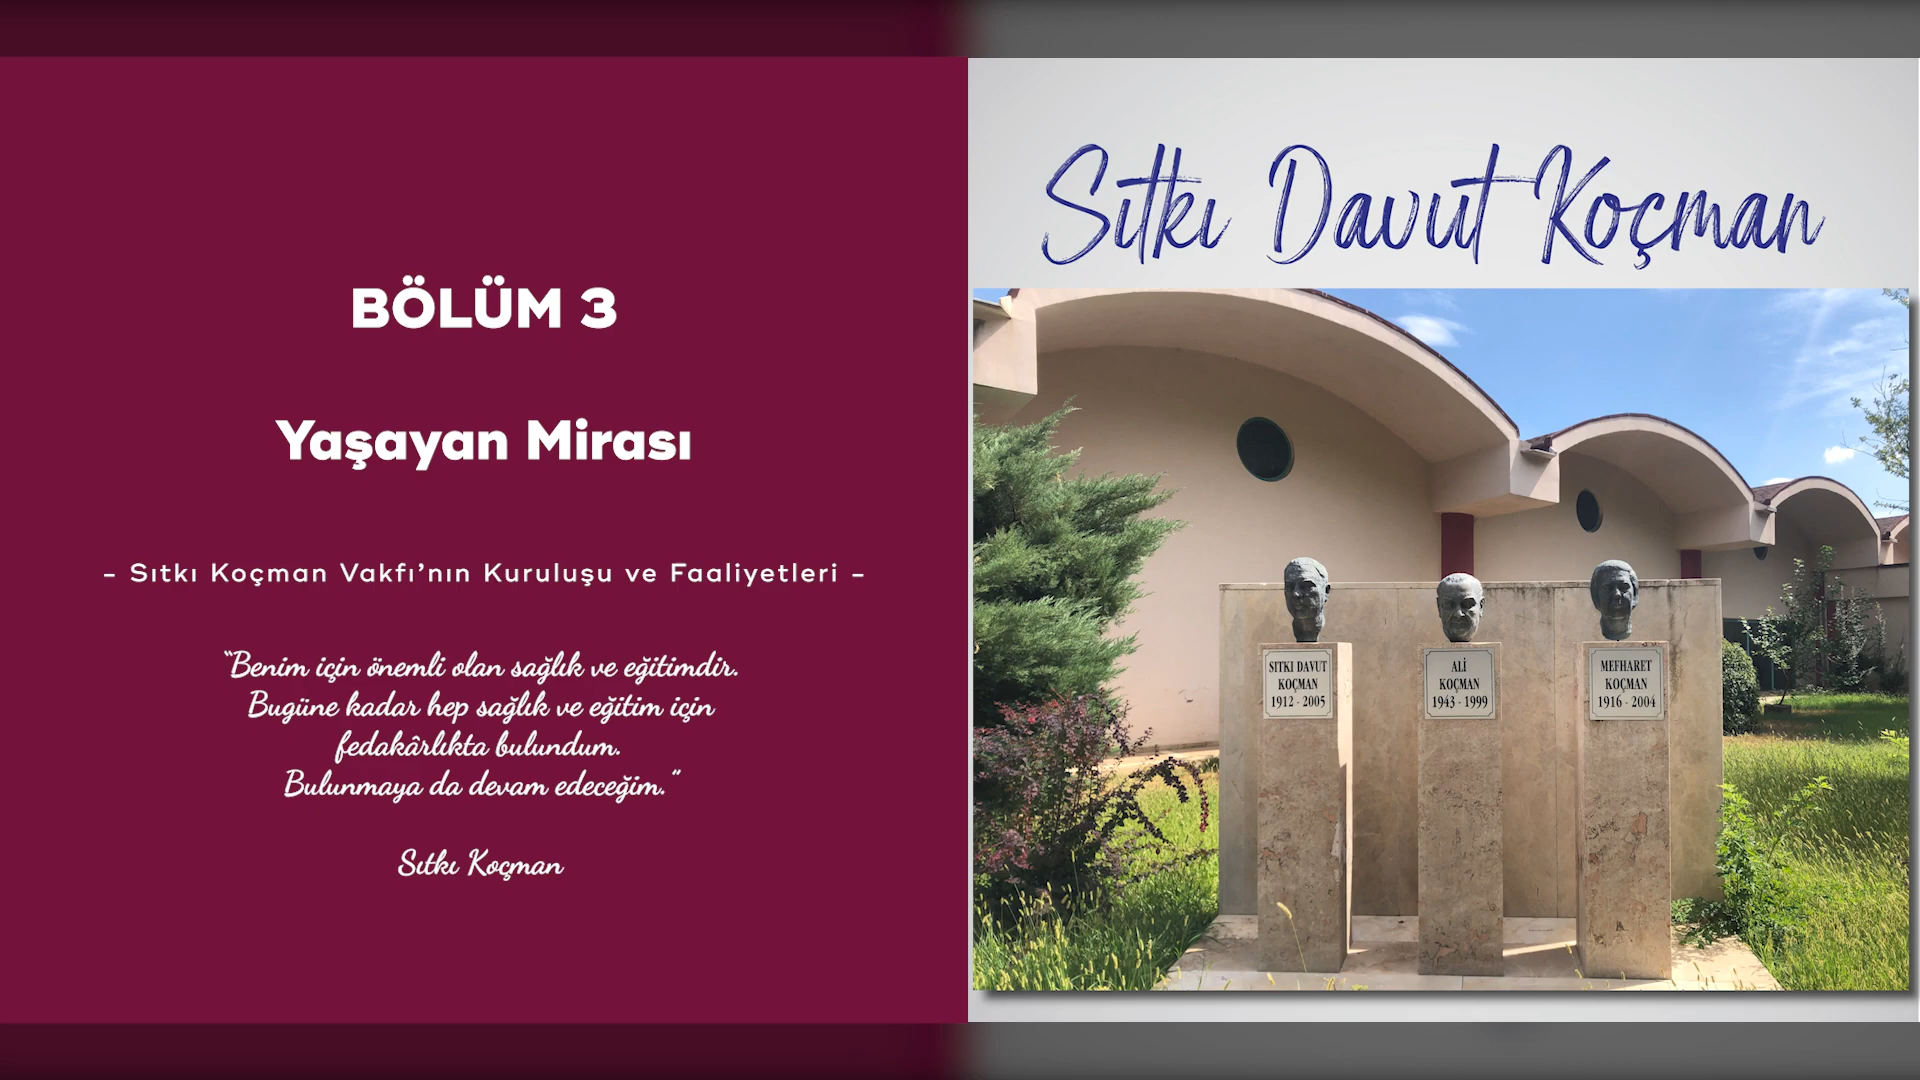 BÖLÜM 3
Yaşayan Mirası
– Sıtkı Koçman Vakfı’nın Kuruluşu ve Faaliyetleri –
“Benim için önemli olan sağlık ve eğitimdir.
Bugüne kadar hep sağlık ve eğitim için
fedakârlıkta bulundum.
Bulunmaya da devam edeceğim.”
Sıtkı Koçman
Sıtkı Davut Koçman
SITKI DAVUT
KOÇMAN
1912 - 2005
ALİ
KOÇMAN
1943 - 1999
MEFHARET
KOÇMAN
1916 - 2004